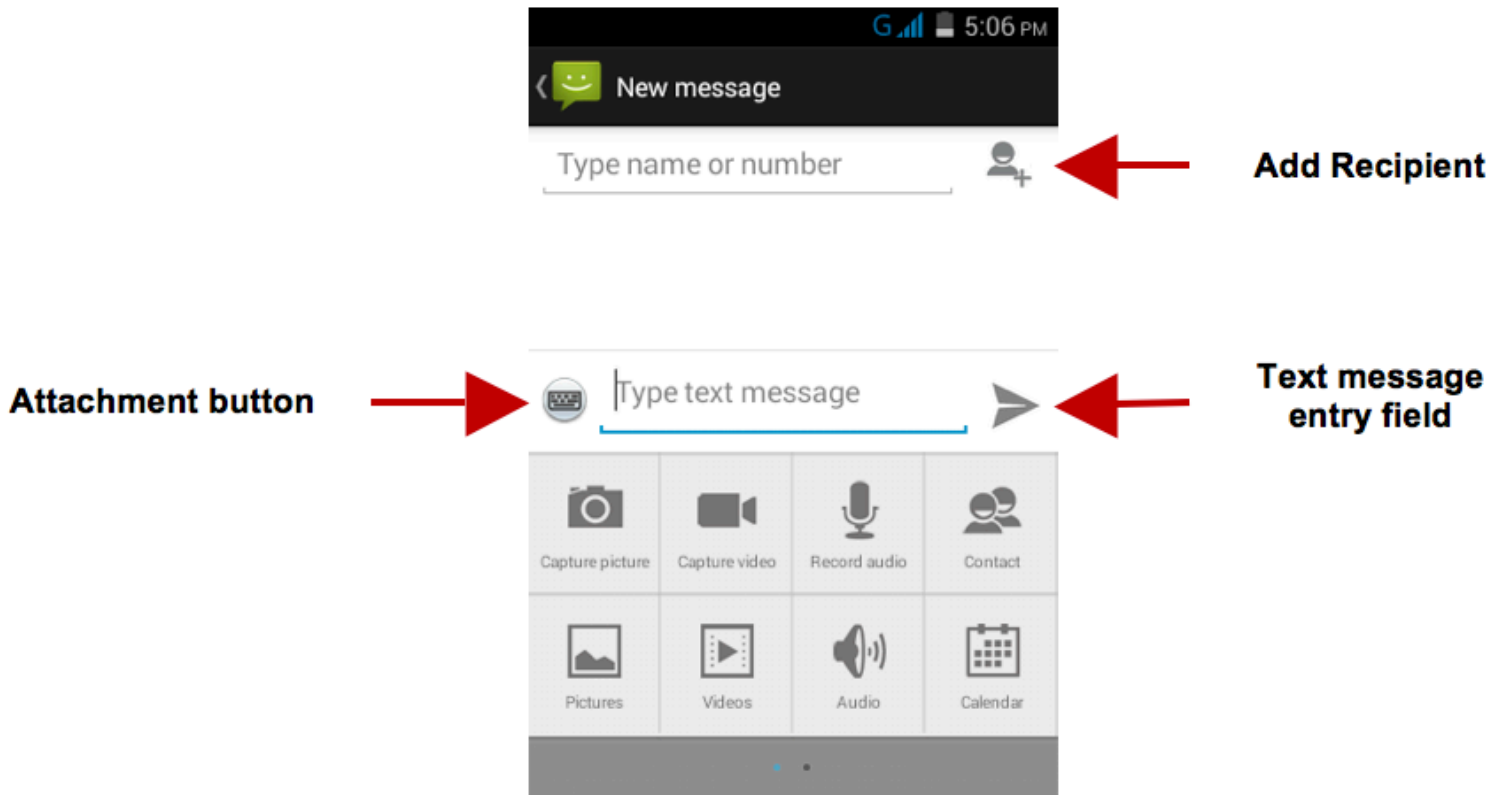 G 5:06 PM
New message
Type name or number
Add Recipient
Attachment button
Type text message
Text message
entry field
Capture picture
Capture video
Record audio
Contact
Pictures
Videos
Audio
Calendar